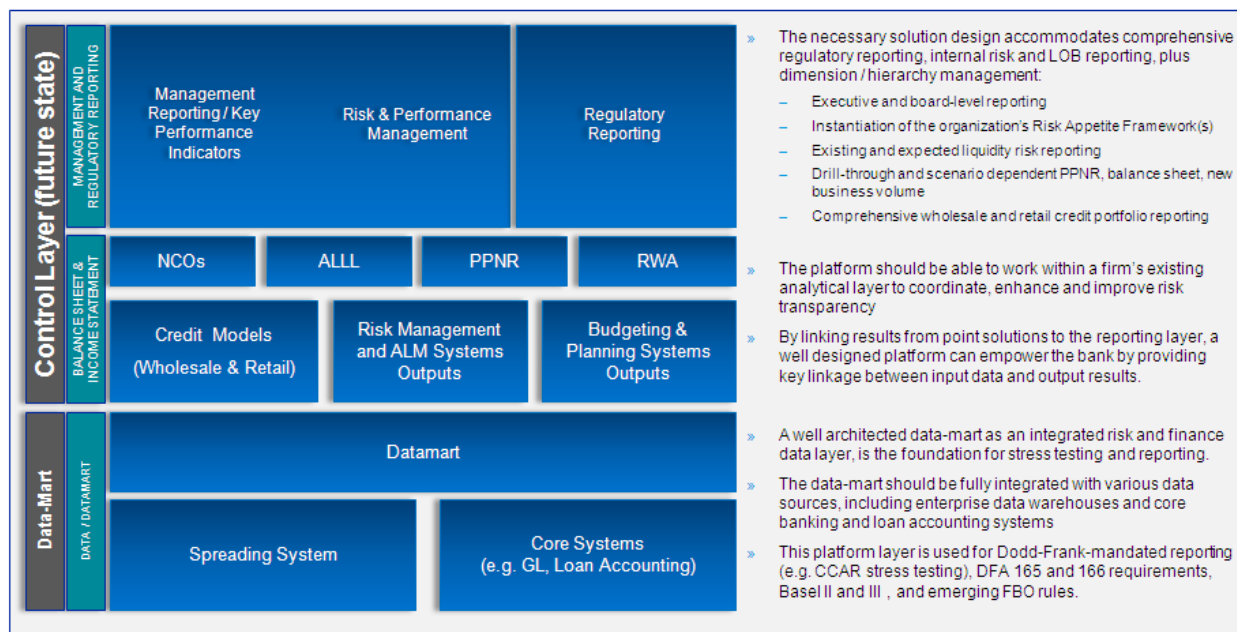 Control Layer (future state)
MANAGEMENT AND
REGULATORY REPORTING
Management
Reporting / Key
Performance
Indicators
Risk & Performance
Management
Regulatory
Reporting
» The necessary solution design accommodates comprehensive
regulatory reporting, internal risk and LOB reporting, plus
dimension / hierarchy management:
– Executive and board-level reporting
– Instantiation of the organization's Risk Appetite Framework(s)
– Existing and expected liquidity risk reporting
– Drill-through and scenario dependent PPNR, balance sheet, new
business volume
– Comprehensive wholesale and retail credit portfolio reporting
BALANCE SHEET &
INCOME STATEMENT
NCOs
ALLL
PPNR
RWA
Credit Models
(Wholesale & Retail)
Risk Management
and ALM Systems
Outputs
Budgeting &
Planning Systems
Outputs
» The platform should be able to work within a firm's existing
analytical layer to coordinate, enhance and improve risk
transparency
» By linking results from point solutions to the reporting layer, a
well designed platform can empower the bank by providing
key linkage between input data and output results.
Data-Mart
DATA / DATAMART
Datamart
Spreading System
Core Systems
(e.g. GL, Loan Accounting)
» A well architected data-mart as an integrated risk and finance
data layer, is the foundation for stress testing and reporting.
» The data-mart should be fully integrated with various data
sources, including enterprise data warehouses and core
banking and loan accounting systems
» This platform layer is used for Dodd-Frank-mandated reporting
(e.g. CCAR stress testing), DFA 165 and 166 requirements,
Basel II and III , and emerging FBO rules.